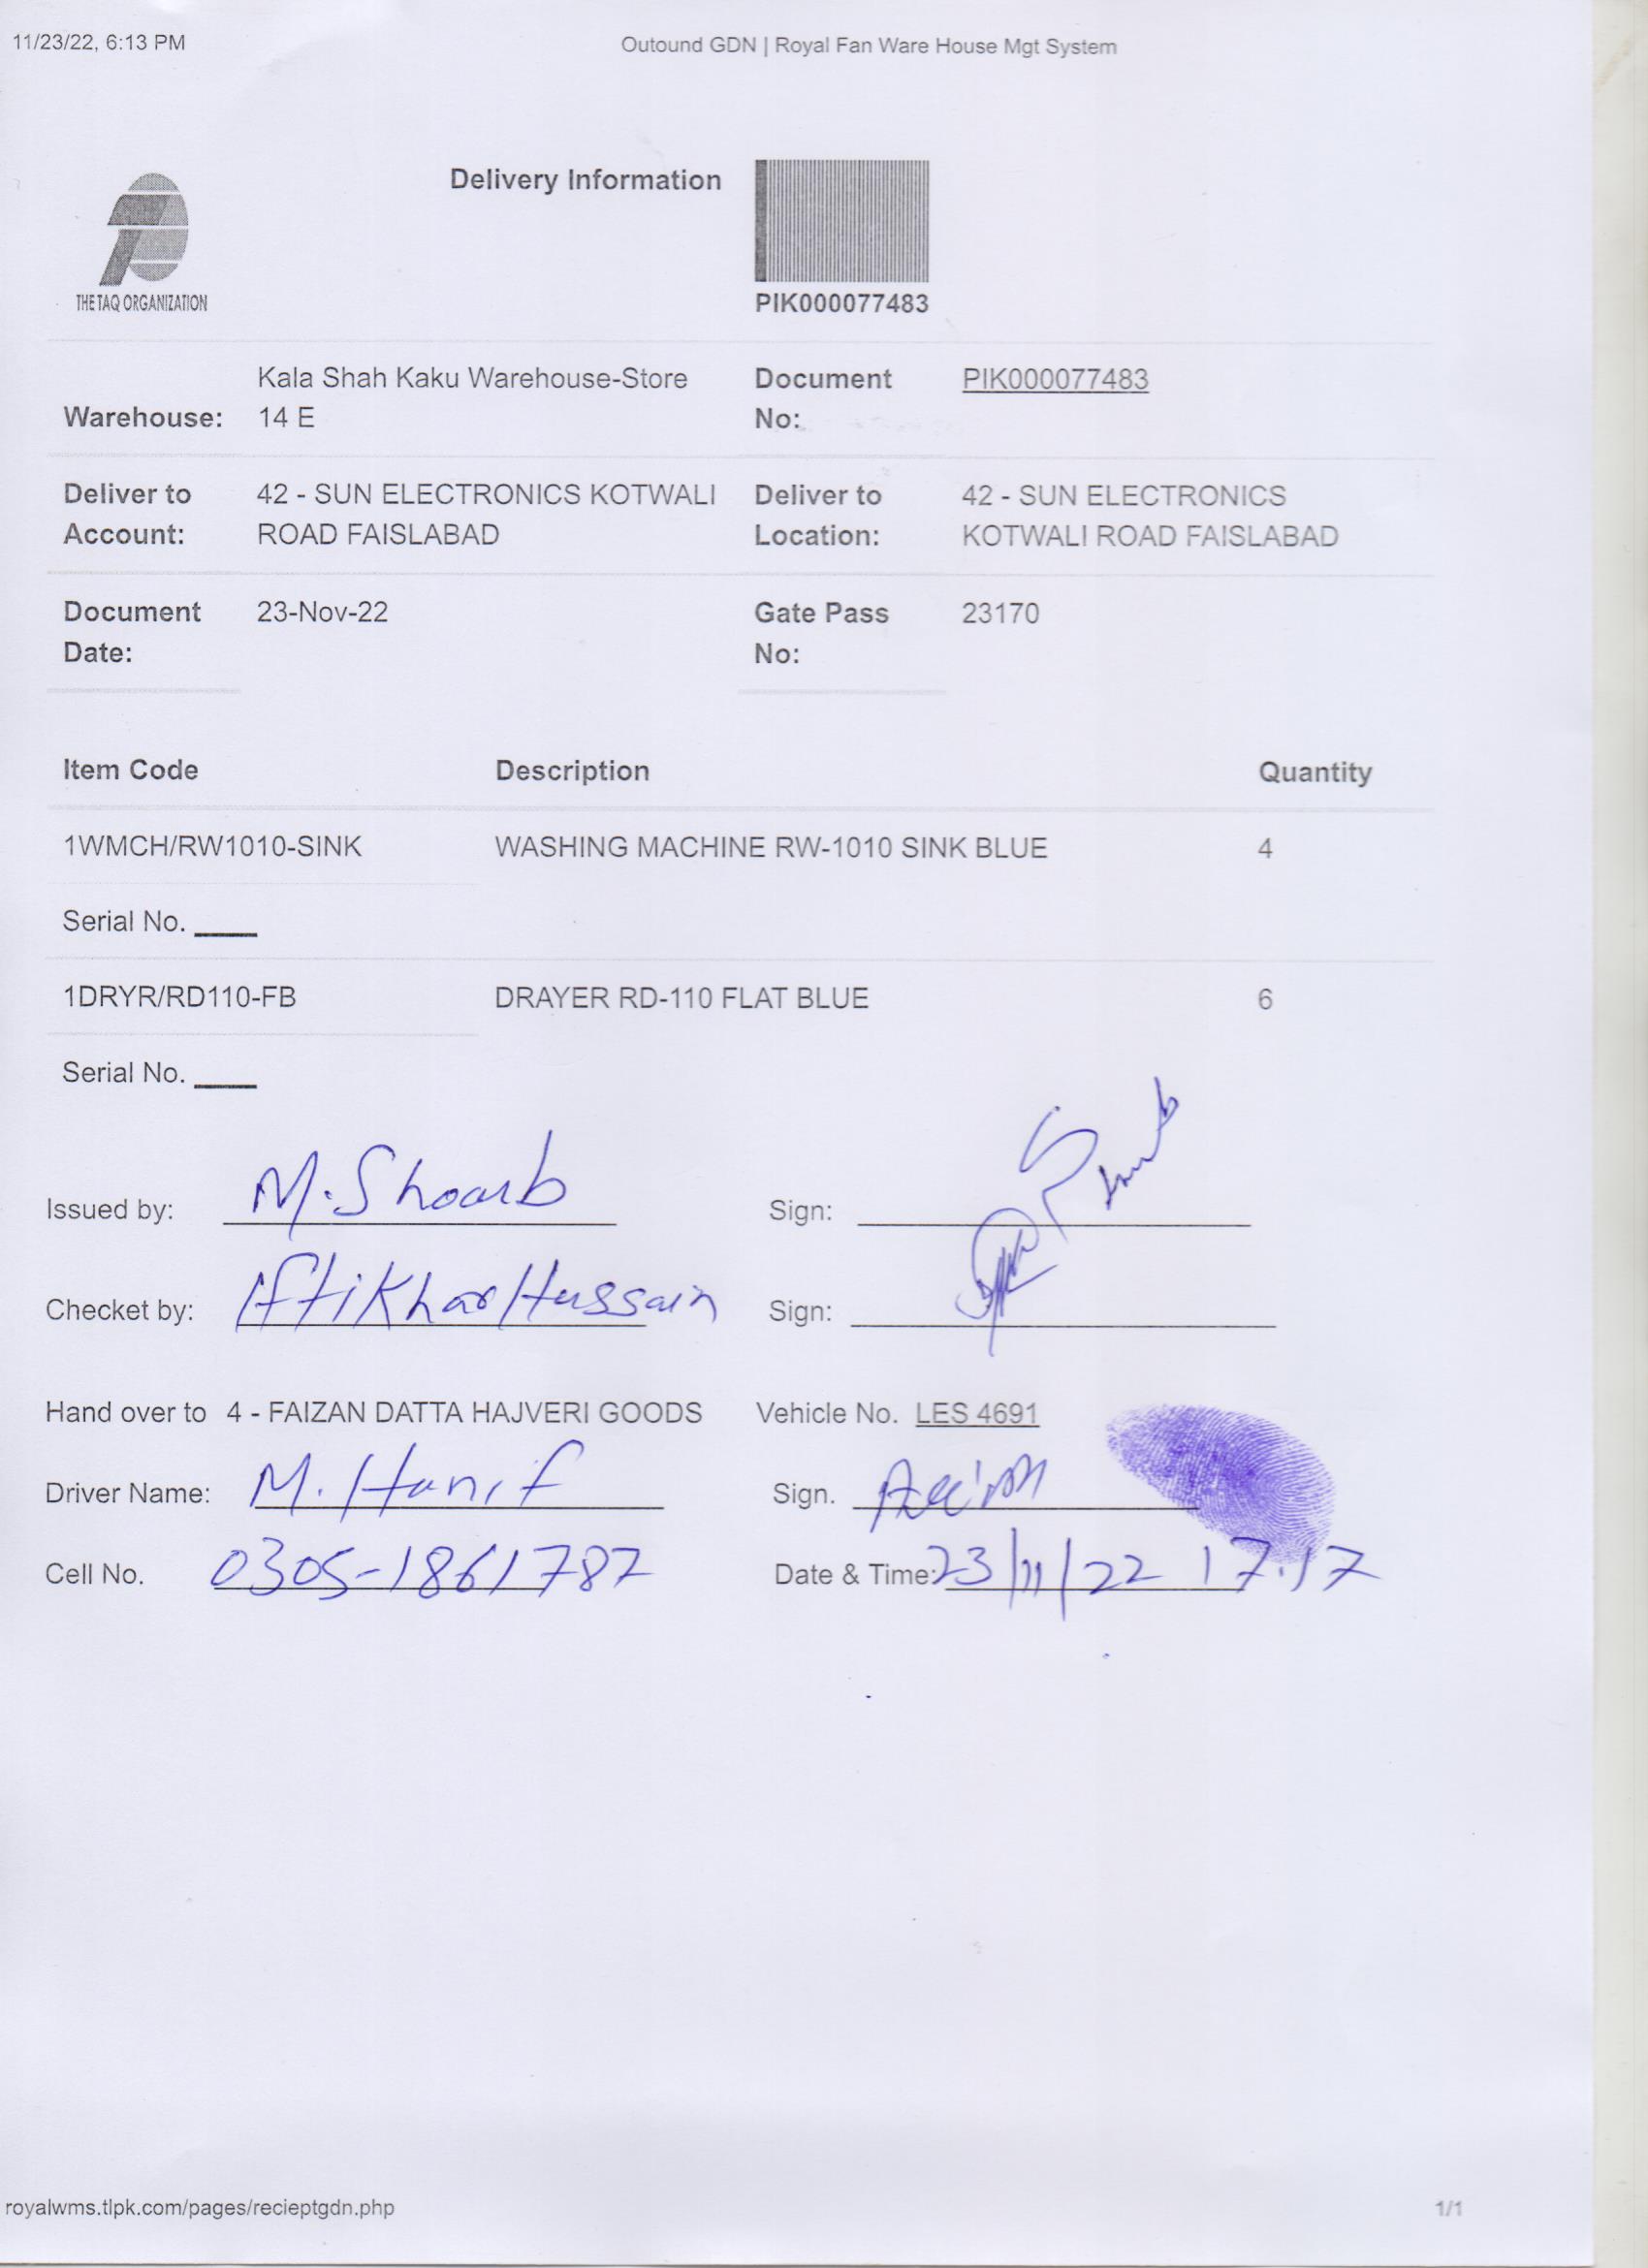 11/23/22, 6:13 PM
Outound GDN | Royal Fan Ware House Mgt System
Delivery Information
THE TAQ ORGANIZATION
PIK000077483
Warehouse: Kala Shah Kaku Warehouse-Store 14 E
Document No: PIK000077483
Deliver to Account: 42 - SUN ELECTRONICS KOTWALI ROAD FAISLABAD
Deliver to Location: 42 - SUN ELECTRONICS KOTWALI ROAD FAISLABAD
Document Date: 23-Nov-22
Gate Pass No: 23170
Item Code Description Quantity
1WMCH/RW1010-SINK WASHING MACHINE RW-1010 SINK BLUE 4
Serial No.
1DRYR/RD110-FB DRAYER RD-110 FLAT BLUE 6
Serial No.
Issued by: M. Shoaib Sign:
Checket by: Iftikhar Hussain Sign:
Hand over to 4 - FAIZAN DATTA HAJVERI GOODS Vehicle No. LES 4691
Driver Name: M. Hanif Sign.
Cell No. 0305-1861787 Date & Time: 23/11/22 17.17
royalwms.tlpk.com/pages/recieptgdn.php 1/1